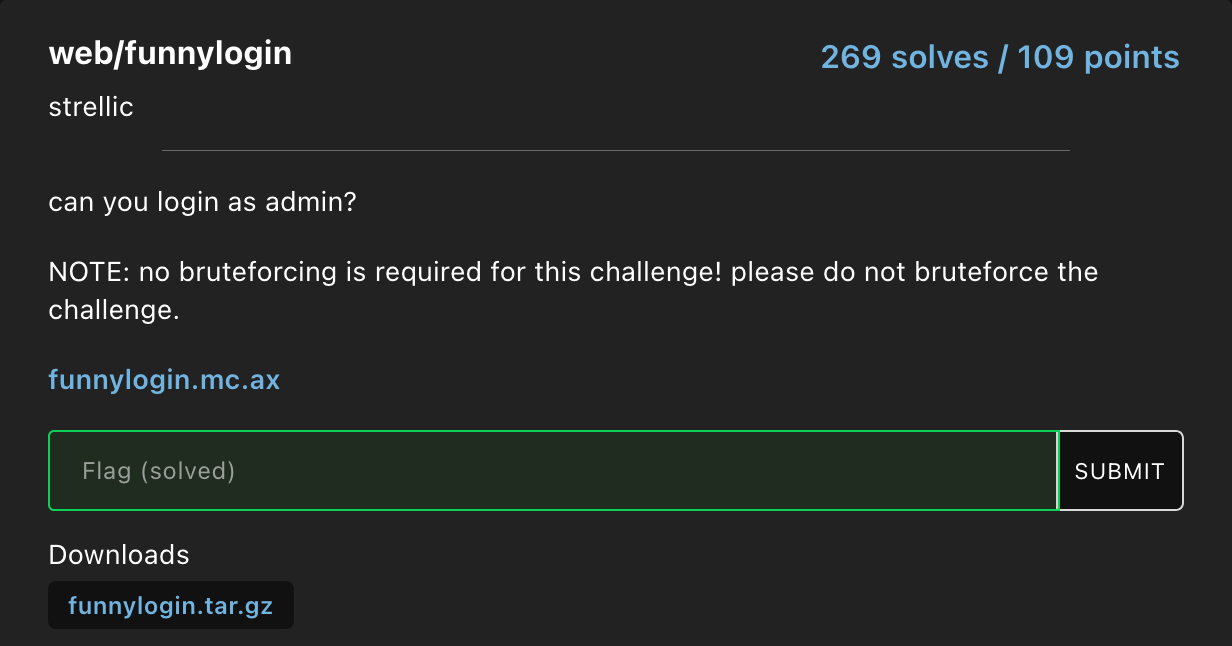 web/funnylogin
269 solves / 109 points
strellic
can you login as admin?
NOTE: no bruteforcing is required for this challenge! please do not bruteforce the
challenge.
funnylogin.mc.ax
Flag (solved)
SUBMIT
Downloads
funnylogin.tar.gz